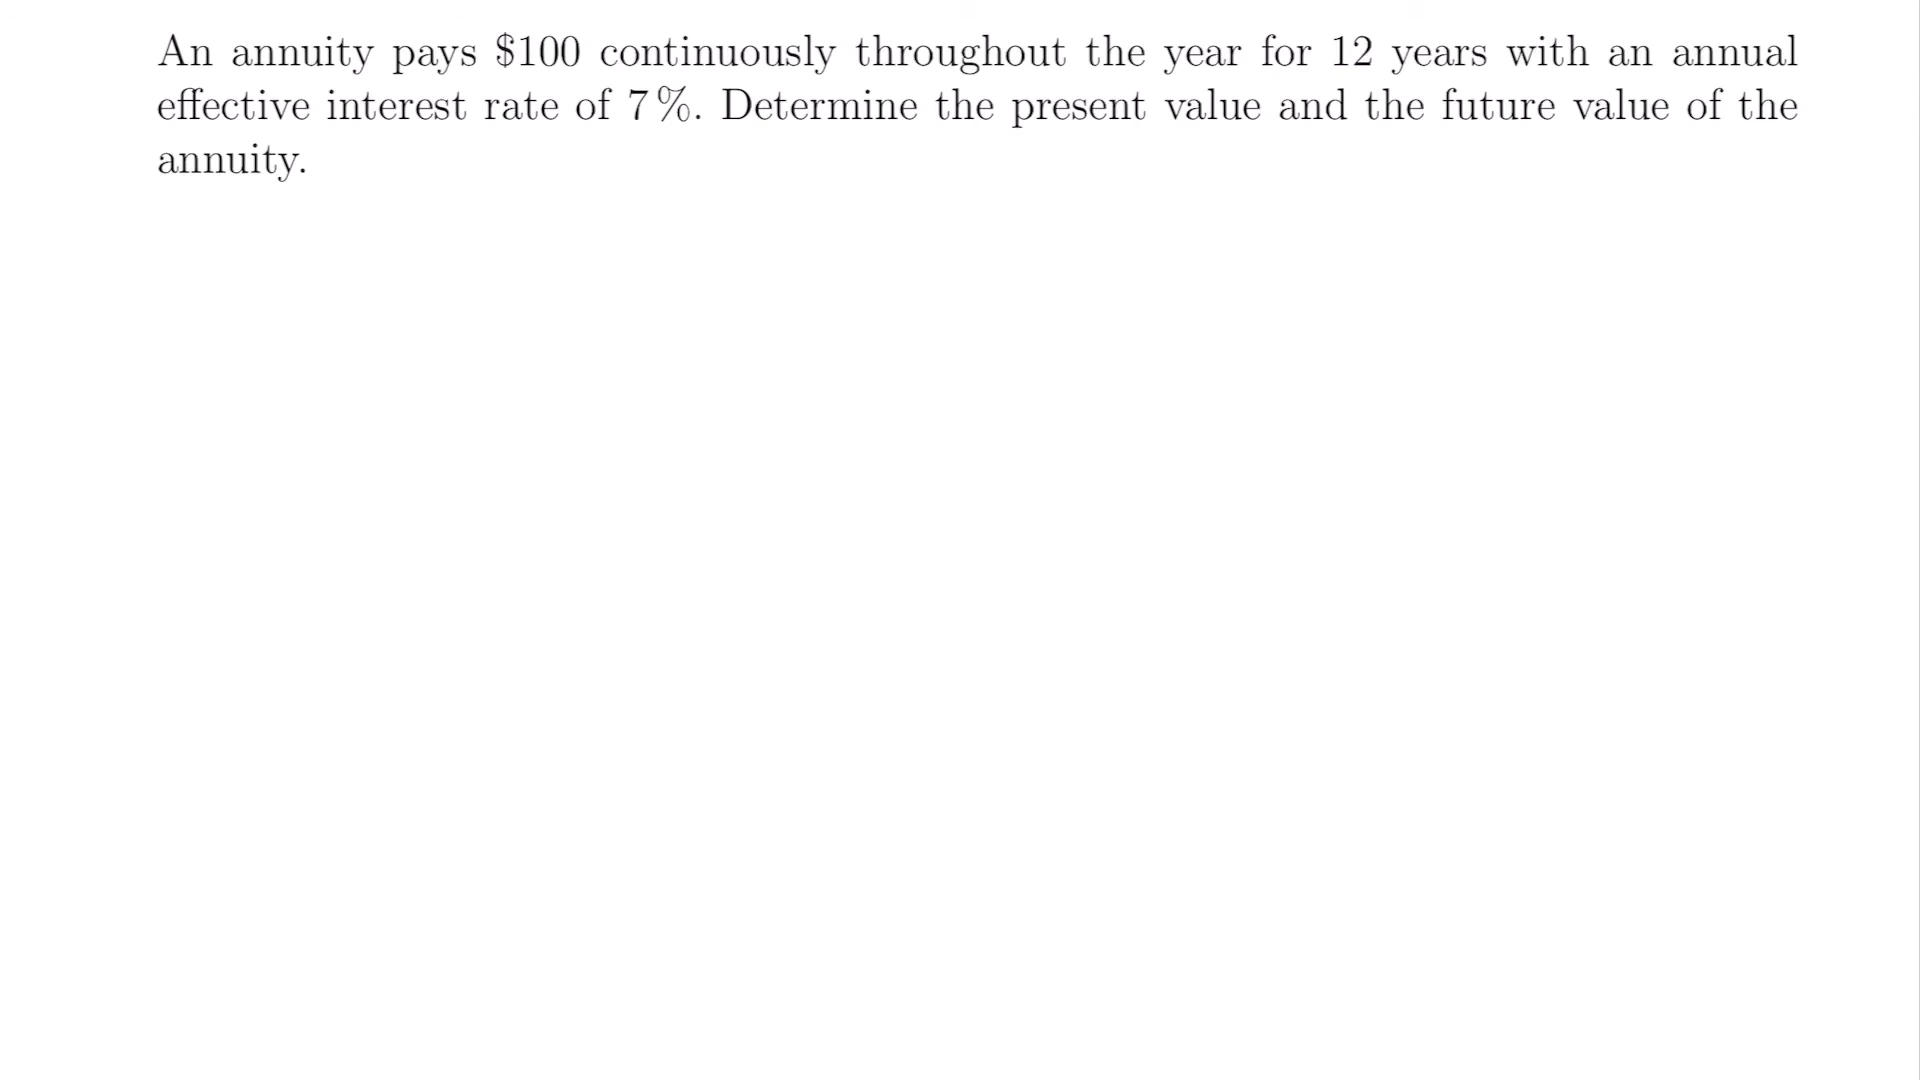 An annuity pays $100 continuously throughout the year for 12 years with an annual
effective interest rate of 7 %. Determine the present value and the future value of the
annuity.